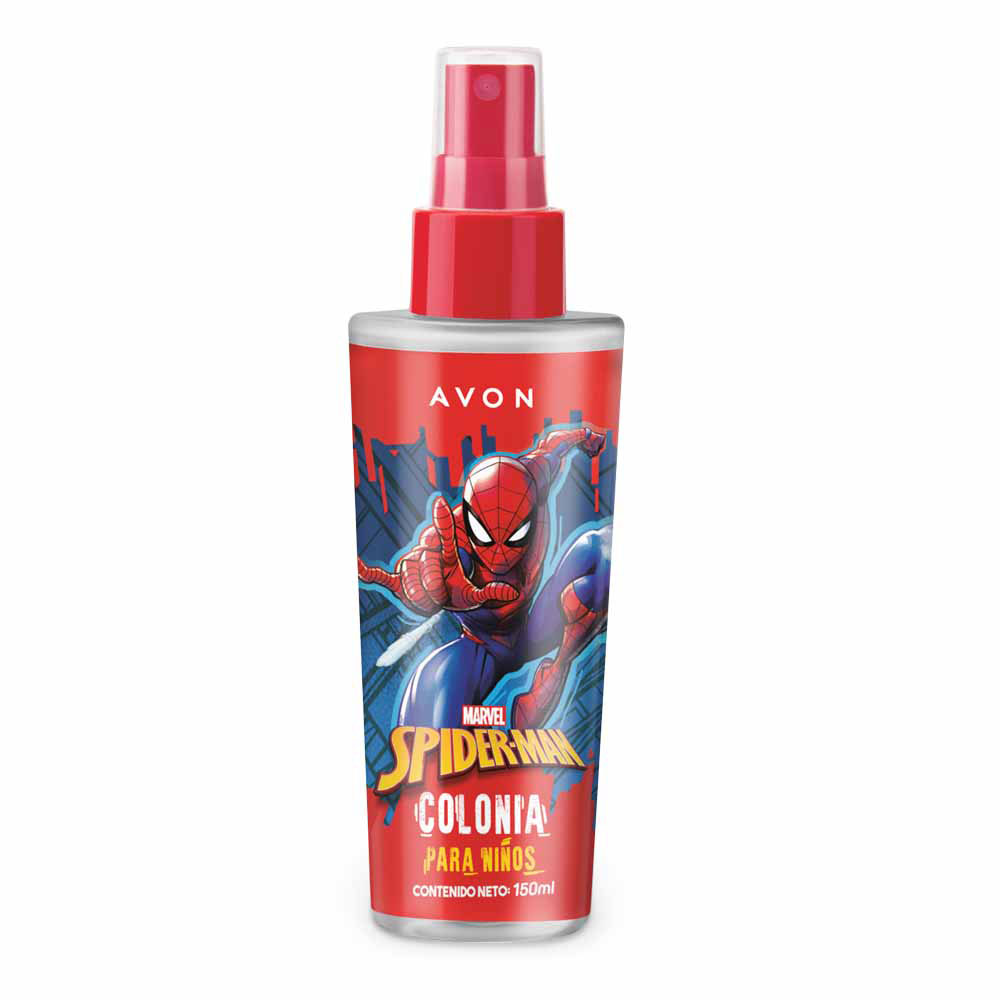 AVON
MARVEL
SPIDER-MAN
COLONIA
PARA NIÑOS
CONTENIDO NETO: 150ml